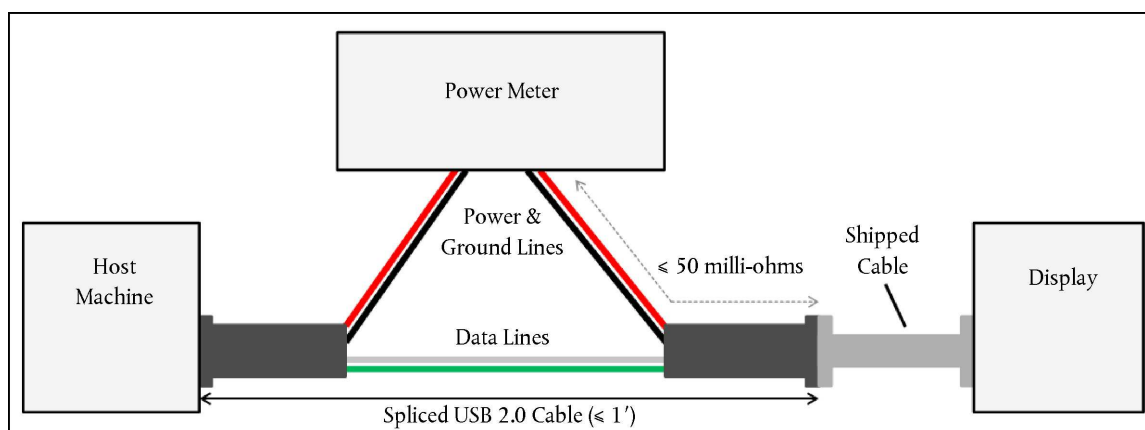 Power Meter
Power &
Ground Lines
Host
Machine
⩽ 50 milli-ohms
Shipped
Cable
Display
Data Lines
Spliced USB 2.0 Cable (⩽ 1′)